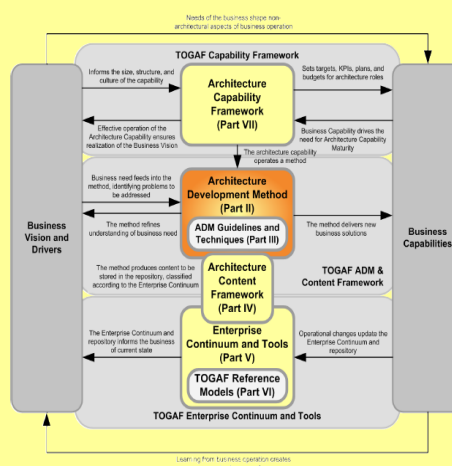 Needs of the business shape non-
architectural aspects of business operation
TOGAF Capability Framework
Informs the size, structure, and
culture of the capability
Architecture
Capability
Framework
(Part VII)
Sets targets, KPIs, plans, and
budgets for architecture roles
Effective operation of the
Architecture Capability ensures
realization of the Business Vision
Business Capability drives the
need for Architecture Capability
Maturity
The architecture capability
operates a method
Business need feeds into the
method, identifying problems to
be addressed
Architecture
Development Method
(Part II)
ADM Guidelines and
Techniques (Part III)
Business
Vision and
Drivers
The method refines
understanding of business need
The method delivers new
business solutions
Business
Capabilities
The method produces content to
be stored in the repository, classified
according to the Enterprise Continuum
Architecture
Content
Framework
(Part IV)
TOGAF ADM &
Content Framework
The Enterprise Continuum and
repository informs the business
of current state
Enterprise
Continuum and Tools
(Part V)
TOGAF Reference
Models (Part VI)
Operational changes update the
Enterprise Continuum and
repository
TOGAF Enterprise Continuum and Tools
Learning from business operation creates